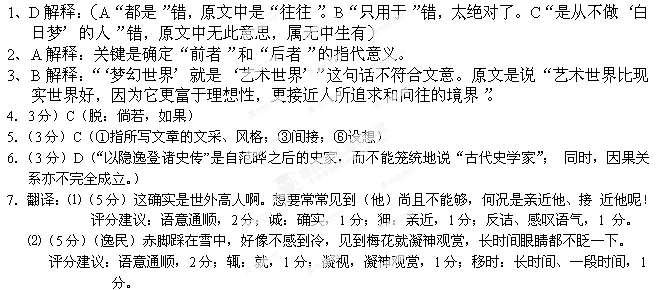 1、D解释:(A“都是”错,原文中是“往往”。B“只用于”错,太绝对了。C“是从不做‘白
日梦’的人”错,原文中无此意思,属无中生有)
2、A解释:关键是确定“前者”和“后者”的指代意义。
3、B解释:“‘梦幻世界’就是‘艺术世界’”这句话不符合文意。原文是说“艺术世界比现
实世界好,因为它更富于理想性,更接近人所追求和向往的境界”。
4.3分)C(脱:倘若,如果)
5.(3分)C(①指所写文章的文采、风格;③间接;⑥设想)
6.(3分)D(“以隐逸登诸史传”是自范晔之后的史家,而不能笼统地说“古代史学家”; 同时,因果关
系亦不完全成立。)
7.翻译:⑴(5分)这确实是世外高人啊。想要常常见到(他)尚且不能够,何况是亲近他、接 近他呢!
评分建议:语意通顺,2分;诚:确实,1分;狎:亲近,1分;反诘、感叹语气,1 分。
⑵(5分)(逸民)赤脚踩在雪中,好像不感到冷,见到梅花就凝神观赏,长时间眼睛都不眨一下。
评分建议:语意通顺,2分;辄:就,1分;凝视,凝神观赏,1分;移时:长时间、一段时间,1
分。